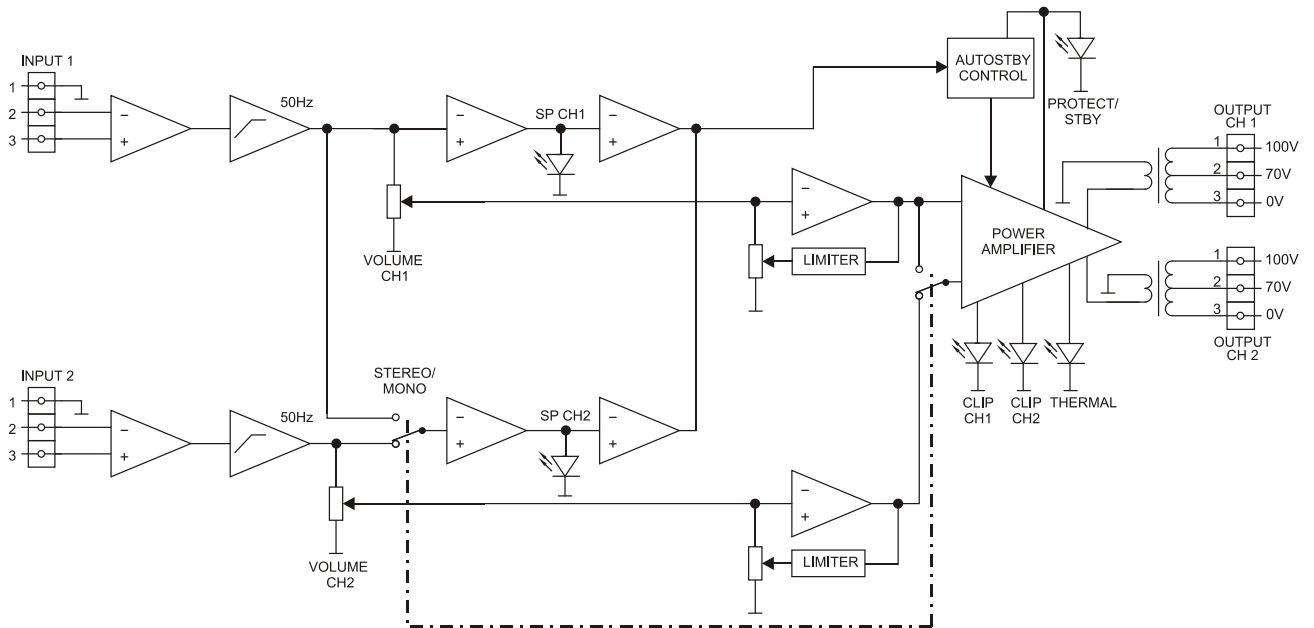 INPUT 1
1
2
3
−
+
50Hz
−
+
SP CH1
−
+
AUTOSTBY
CONTROL
PROTECT/
STBY
OUTPUT
CH 1
1
100V
2
70V
3
0V
VOLUME
CH1
−
+
LIMITER
POWER
AMPLIFIER
1
100V
2
70V
3
0V
OUTPUT
CH 2
CLIP
CH1
CLIP
CH2
THERMAL
INPUT 2
1
2
3
−
+
50Hz
STEREO/
MONO
−
+
SP CH2
−
+
VOLUME
CH2
−
+
LIMITER